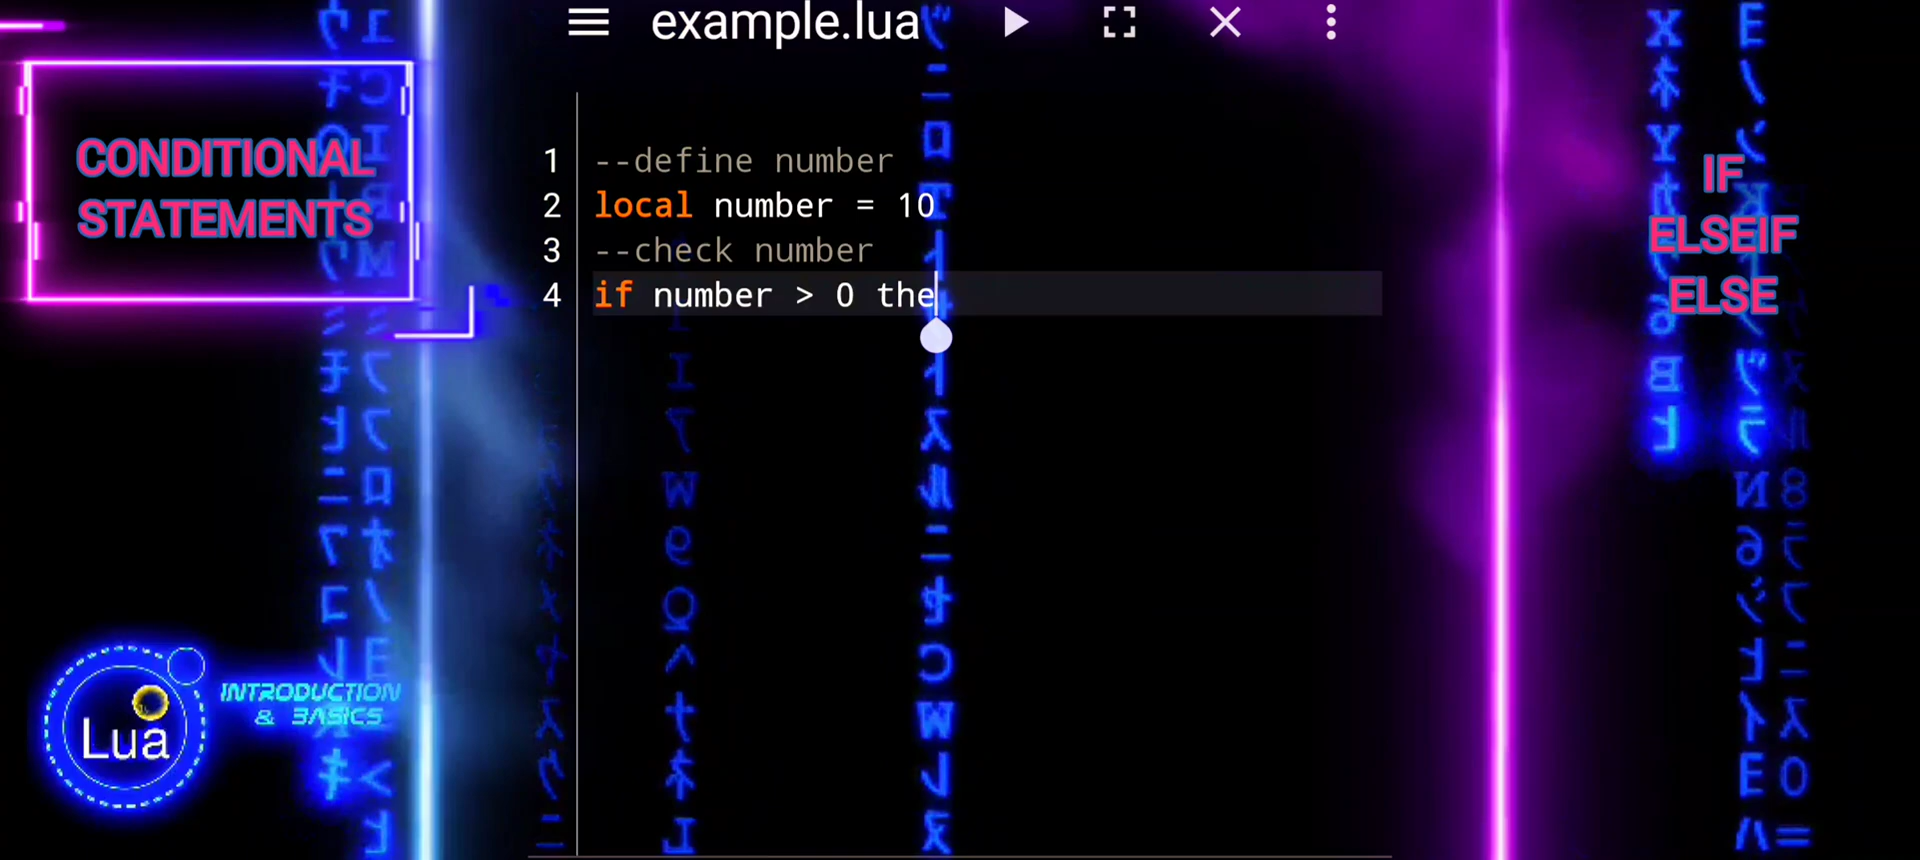 example.lua
CONDITIONAL
STATEMENTS
1 --define number
2 local number = 10
3 --check number
4 if number > 0 the
IF
ELSEIF
ELSE
Lua
INTRODUCTION
& BASICS